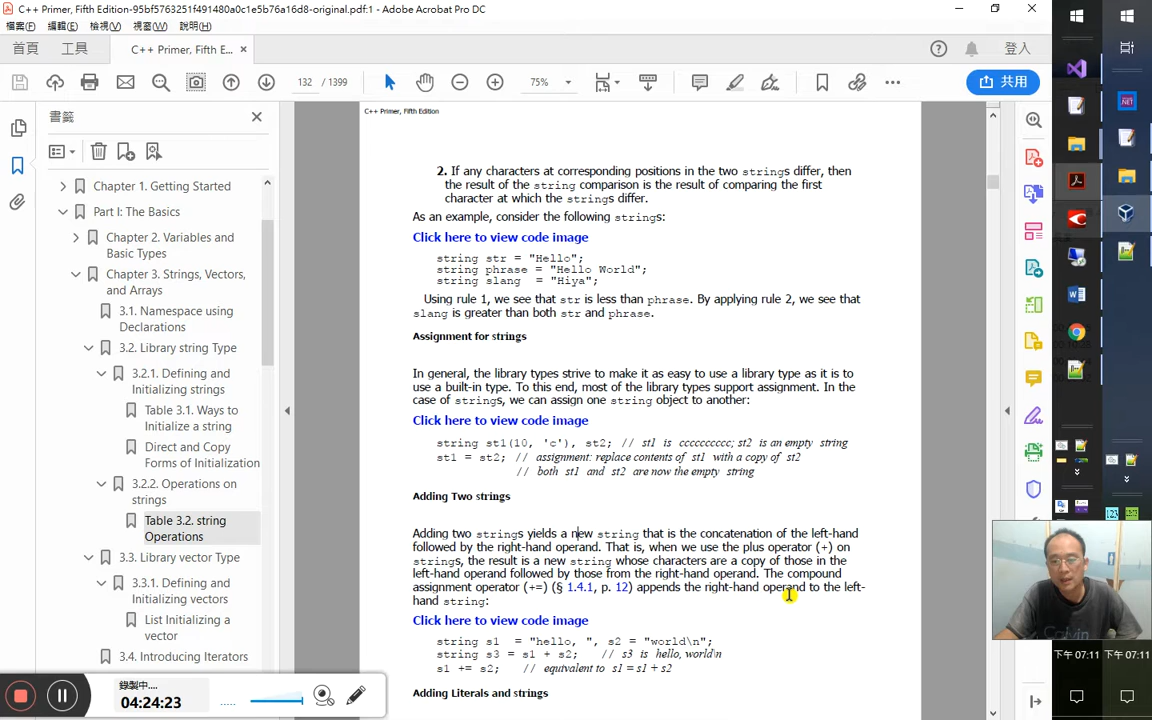 C++ Primer, Fifth Edition-95bf5763251f491480a0c1e5b76a16d8-original.pdf:1 - Adobe Acrobat Pro DC
檔案(F) 編輯(E) 檢視(V) 視窗(W) 說明(H)
首頁 工具 C++ Primer, Fifth E... × 登入
132 / 1399 75% 共用
書籤
Chapter 1. Getting Started
Part I: The Basics
Chapter 2. Variables and
Basic Types
Chapter 3. Strings, Vectors,
and Arrays
3.1. Namespace using
Declarations
3.2. Library string Type
3.2.1. Defining and
Initializing strings
Table 3.1. Ways to
Initialize a string
Direct and Copy
Forms of Initialization
3.2.2. Operations on
strings
Table 3.2. string
Operations
3.3. Library vector Type
3.3.1. Defining and
Initializing vectors
List Initializing a
vector
3.4. Introducing Iterators
C++ Primer, Fifth Edition
2. If any characters at corresponding positions in the two strings differ, then
the result of the string comparison is the result of comparing the first
character at which the strings differ.
As an example, consider the following strings:
Click here to view code image
string str = "Hello";
string phrase = "Hello World";
string slang = "Hiya";
Using rule 1, we see that str is less than phrase. By applying rule 2, we see that
slang is greater than both str and phrase.
Assignment for strings
In general, the library types strive to make it as easy to use a library type as it is to
use a built-in type. To this end, most of the library types support assignment. In the
case of strings, we can assign one string object to another:
Click here to view code image
string st1(10, 'c'), st2; // st1 is cccccccccc; st2 is an empty string
st1 = st2; // assignment: replace contents of st1 with a copy of st2
// both st1 and st2 are now the empty string
Adding Two strings
Adding two strings yields a new string that is the concatenation of the left-hand
followed by the right-hand operand. That is, when we use the plus operator (+) on
strings, the result is a new string whose characters are a copy of those in the
left-hand operand followed by those from the right-hand operand. The compound
assignment operator (+=) (§ 1.4.1, p. 12) appends the right-hand operand to the left-
hand string:
Click here to view code image
string s1 = "hello, ", s2 = "world\n";
string s3 = s1 + s2; // s3 is hello, world\n
s1 += s2; // equivalent to s1 = s1 + s2
Adding Literals and strings
錄製中....
04:24:23
.NET
123
Calvin
下午 07:11 下午 07:11